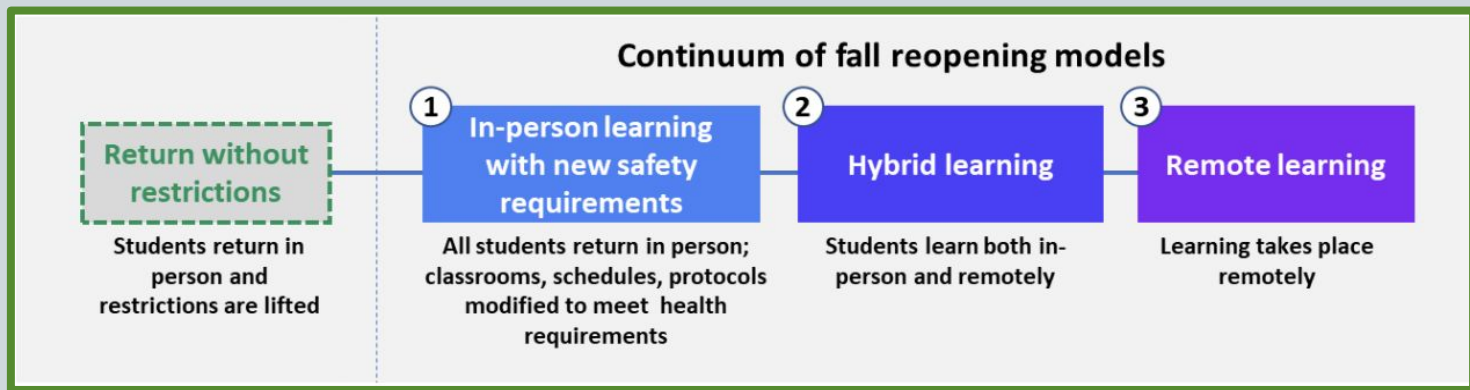 Continuum of fall reopening models
Return without
restrictions
Students return in
person and
restrictions are lifted
1
In-person learning
with new safety
requirements
All students return in person;
classrooms, schedules, protocols
modified to meet health
requirements
2
Hybrid learning
Students learn both in-
person and remotely
3
Remote learning
Learning takes place
remotely